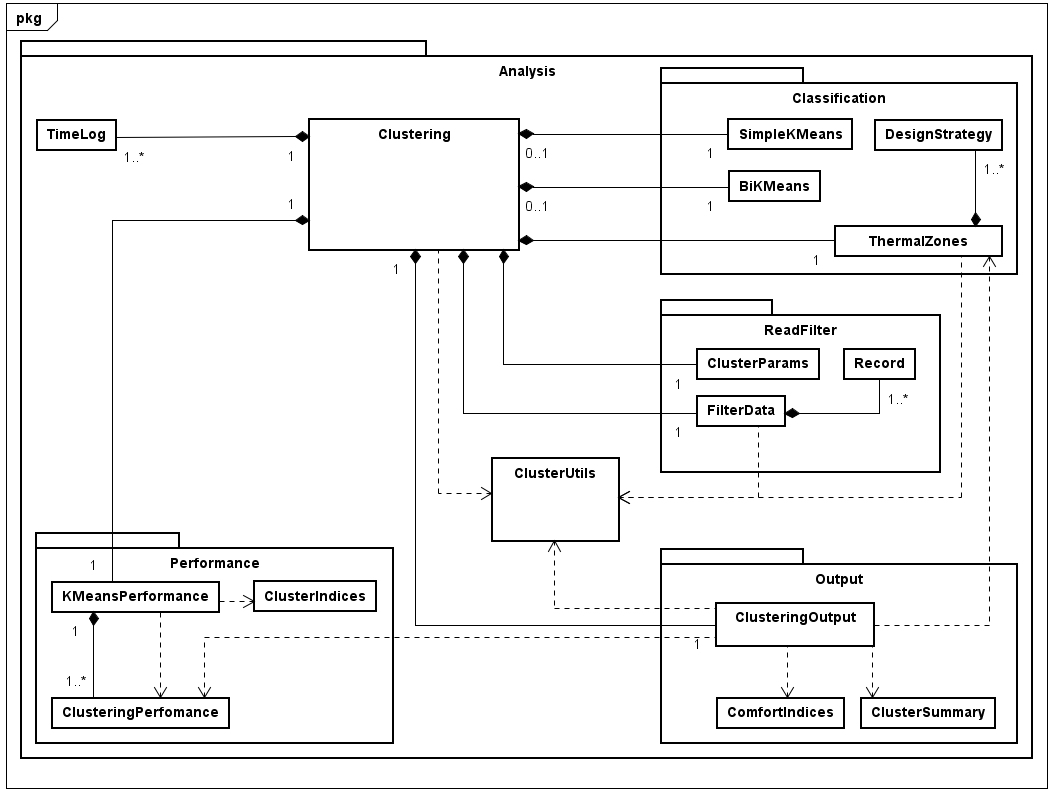 pkg
Analysis
Classification
TimeLog
Clustering
SimpleKMeans
DesignStrategy
1..*
1
0..1
1
1..*
BiKMeans
1
0..1
1
ThermalZones
1
1
ReadFilter
ClusterParams
Record
1
1..*
FilterData
1
ClusterUtils
Performance
1
Output
KMeansPerformance
ClusterIndices
ClusteringOutput
1
1
1..*
ClusteringPerfomance
ComfortIndices
ClusterSummary